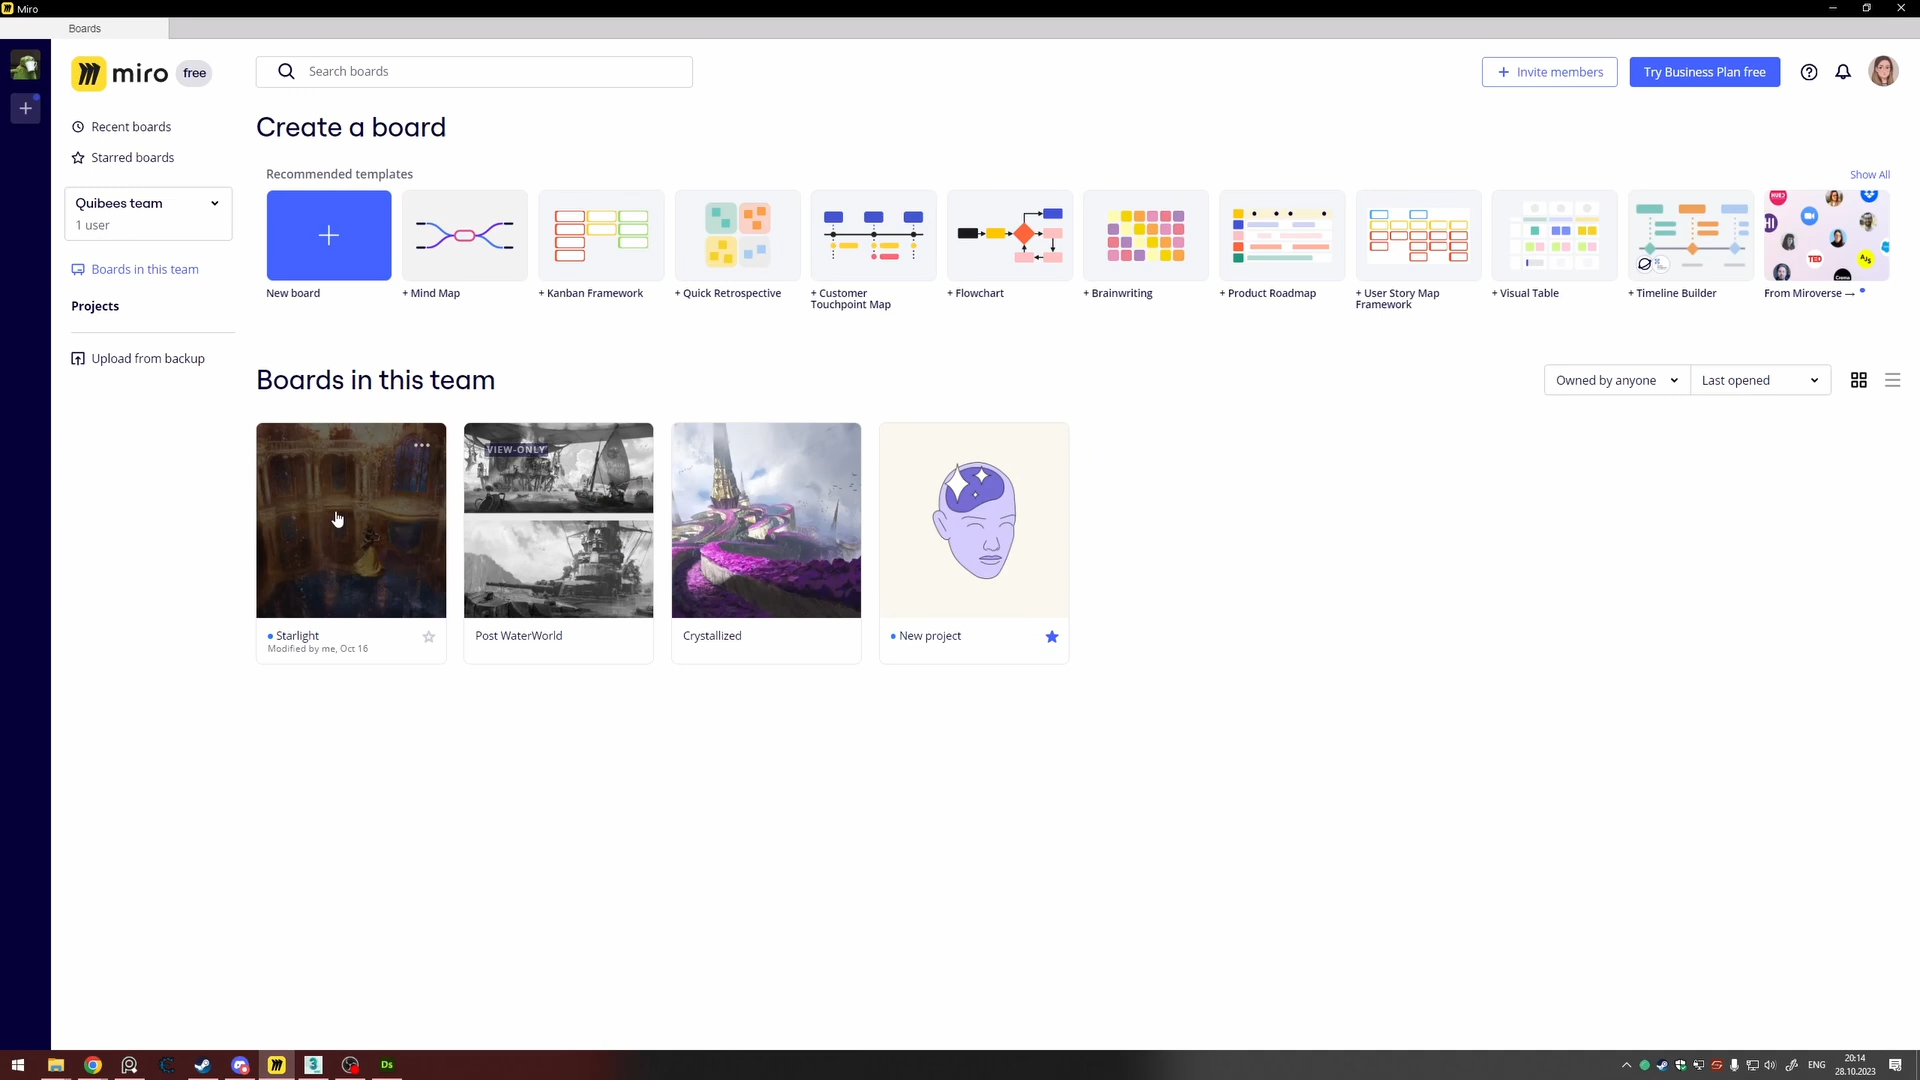 Miro
Boards
miro free
Search boards
+ Invite members
Try Business Plan free
Recent boards
Starred boards
Quibees team
1 user
Boards in this team
Projects
Upload from backup
Create a board
Recommended templates
Show All
New board
+ Mind Map
+ Kanban Framework
+ Quick Retrospective
+ Customer
Touchpoint Map
+ Flowchart
+ Brainwriting
+ Product Roadmap
+ User Story Map
Framework
+ Visual Table
+ Timeline Builder
TED
From Miroverse →
Boards in this team
Owned by anyone
Last opened
VIEW-ONLY
Starlight
Modified by me, Oct 16
Post WaterWorld
Crystallized
New project
Ds
ENG
20:14
28.10.2023